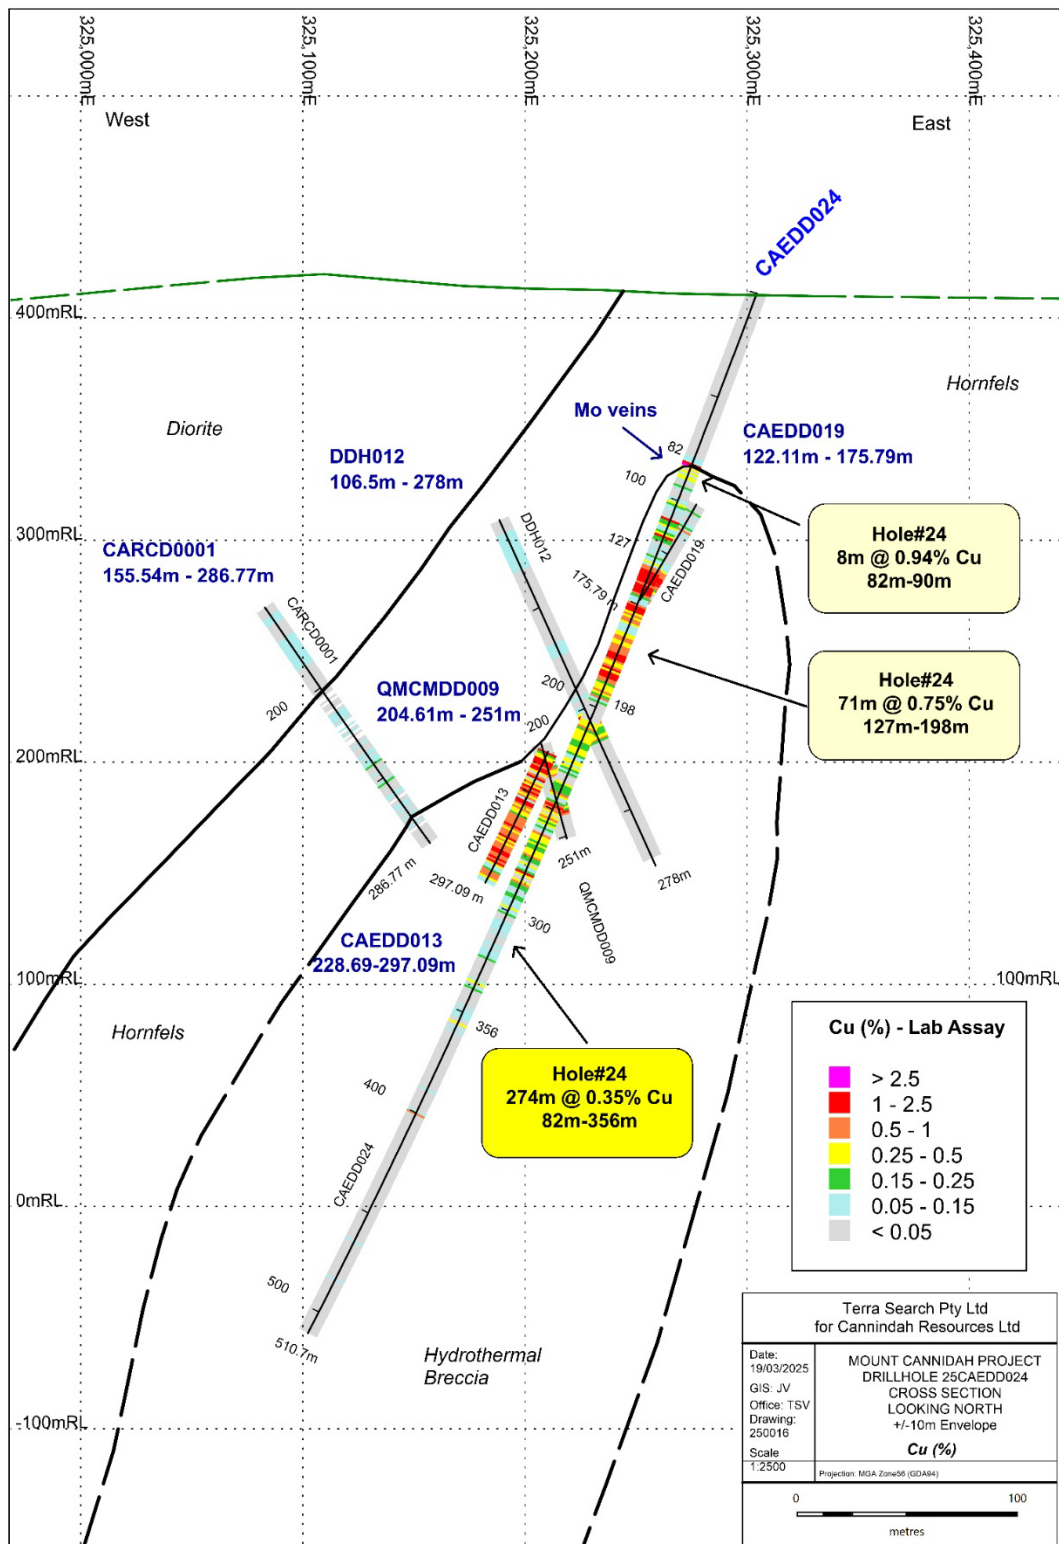 325,000mE
325,100mE
325,200mE
325,300mE
325,400mE
West
East
CAEDD024
400mRL
Hornfels
Diorite
Mo veins
82
CAEDD019
122.11m - 175.79m
DDH012
106.5m - 278m
100
Hole#24
8m @ 0.94% Cu
82m-90m
300mRL
DDH012
127
CAEDD019
CARCD0001
155.54m - 286.77m
175.79 m
CARCD0001
Hole#24
71m @ 0.75% Cu
127m-198m
QMCMDD009
204.61m - 251m
200
200
198
200
200mRL
CAEDD013
251m
278m
286.77 m
297.09 m
QMCMDD009
300
CAEDD013
228.69-297.09m
100mRL
100mRL
Hornfels
356
Hole#24
274m @ 0.35% Cu
82m-356m
Cu (%) - Lab Assay
> 2.5
1 - 2.5
0.5 - 1
0.25 - 0.5
0.15 - 0.25
0.05 - 0.15
< 0.05
400
CAEDD024
0mRL
500
510.7m
Hydrothermal
Breccia
-100mRL
Terra Search Pty Ltd
for Cannindah Resources Ltd
Date:
19/03/2025
GIS: JV
Office: TSV
Drawing:
250016
Scale
1:2500
MOUNT CANNIDAH PROJECT
DRILLHOLE 25CAEDD024
CROSS SECTION
LOOKING NORTH
+/-10m Envelope
Cu (%)
Projection: MGA Zone56 (GDA94)
0
100
metres